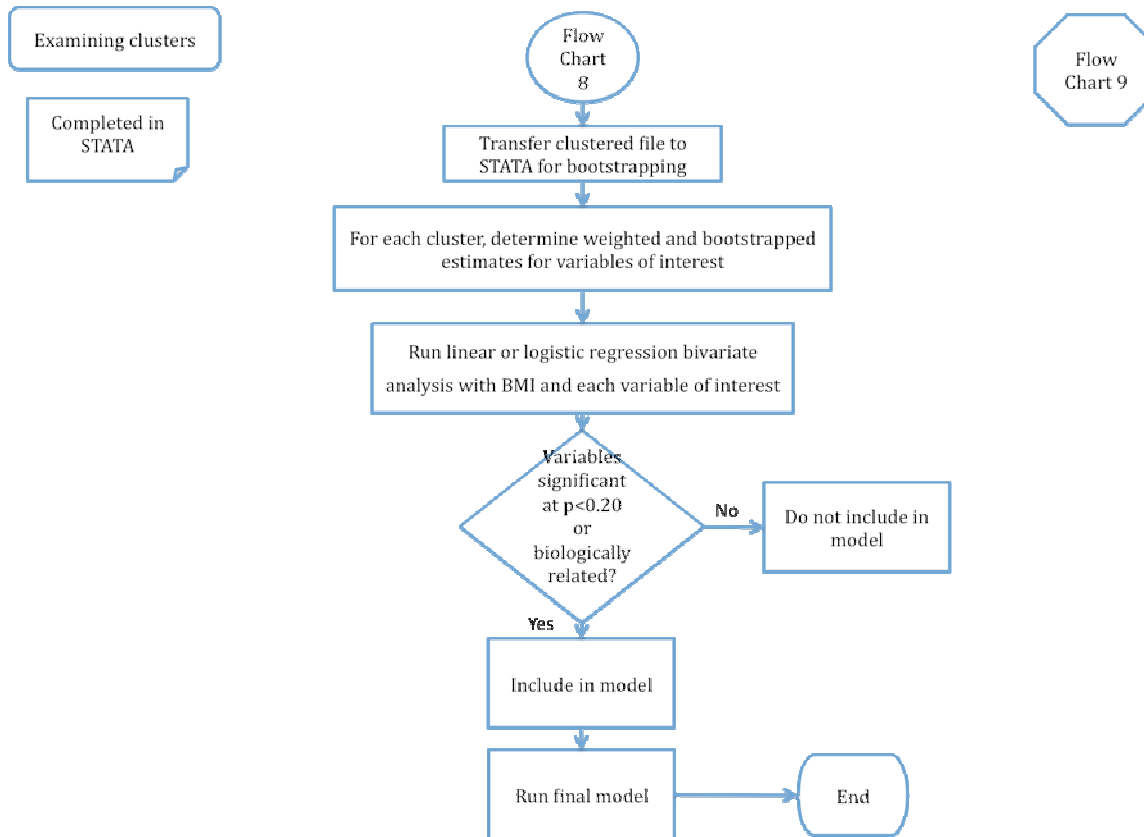 Examining clusters
Completed in
STATA
Flow
Chart
8
Flow
Chart 9
Transfer clustered file to
STATA for bootstrapping
For each cluster, determine weighted and bootstrapped
estimates for variables of interest
Run linear or logistic regression bivariate
analysis with BMI and each variable of interest
Variables
significant
at p<0.20
or
biologically
related?
No
Do not include in
model
Yes
Include in model
Run final model
End